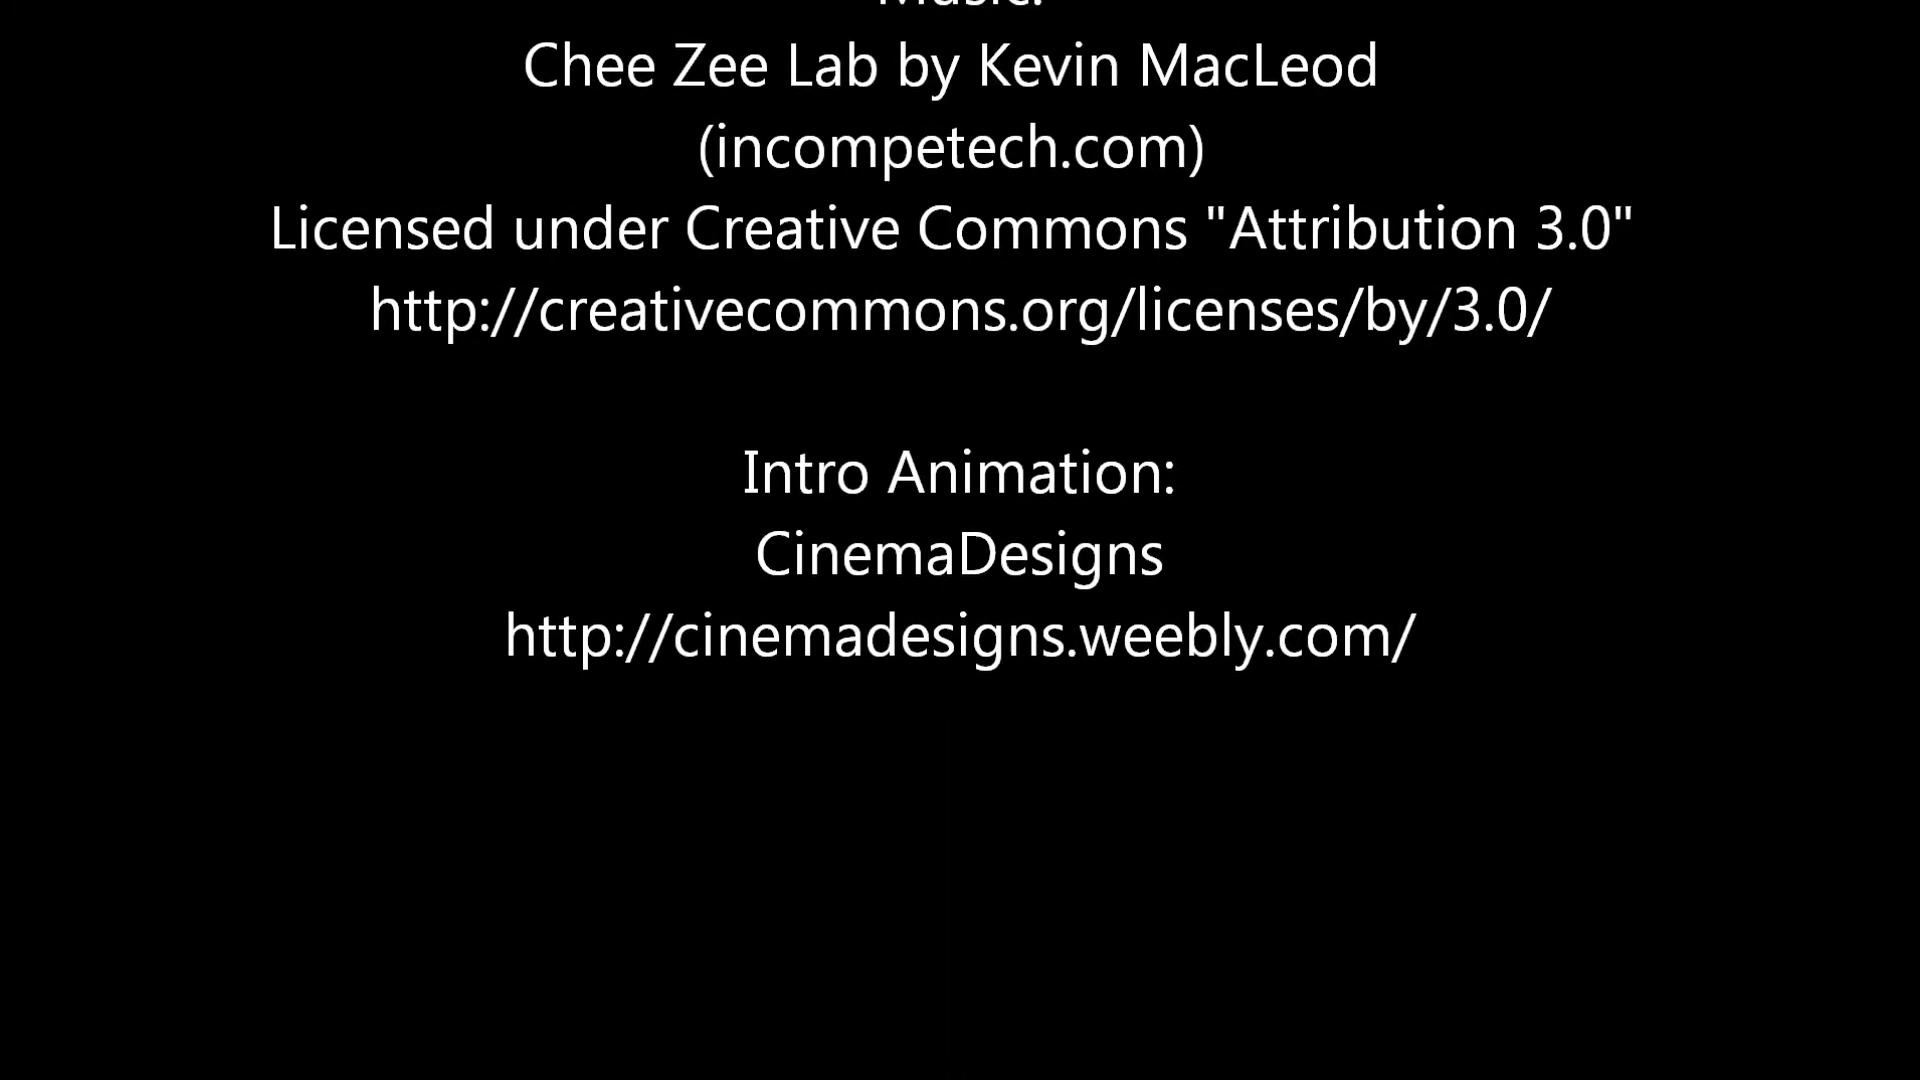 Music:
Chee Zee Lab by Kevin MacLeod
(incompetech.com)
Licensed under Creative Commons "Attribution 3.0"
http://creativecommons.org/licenses/by/3.0/
Intro Animation:
CinemaDesigns
http://cinemadesigns.weebly.com/